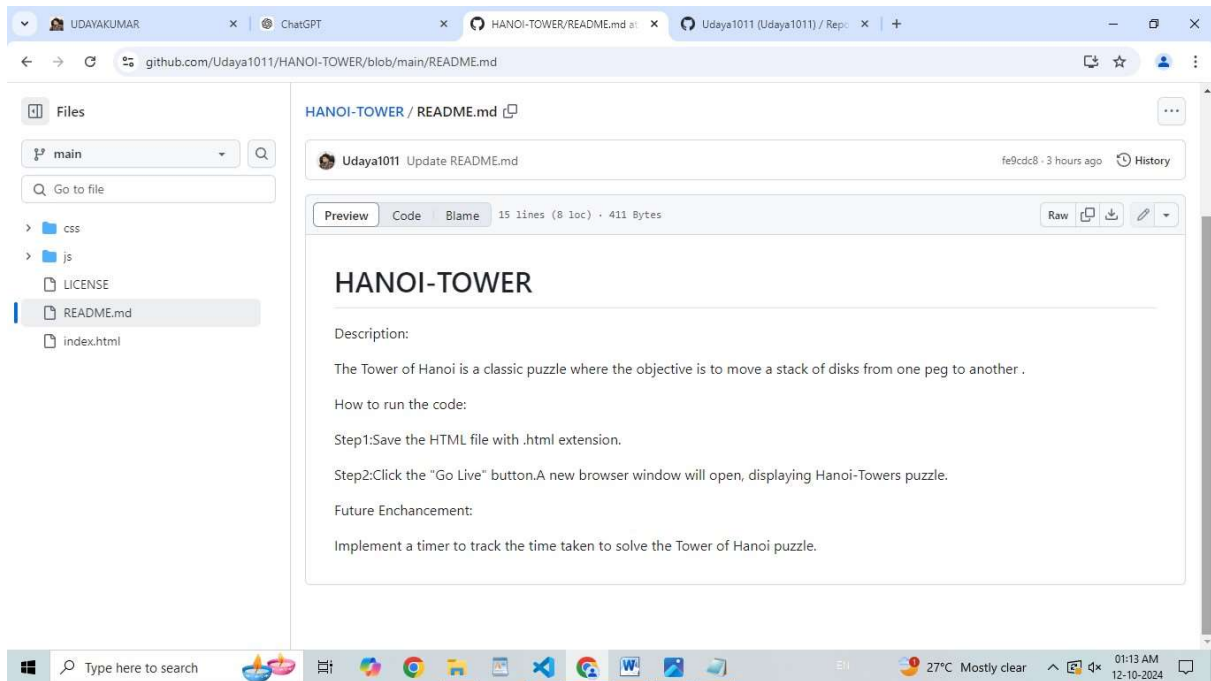 UDAYAKUMAR
ChatGPT
HANOI-TOWER/README.md at
Udaya1011 (Udaya1011) / Repo
github.com/Udaya1011/HANOI-TOWER/blob/main/README.md
Files
main
Go to file
css
js
LICENSE
README.md
index.html
HANOI-TOWER / README.md
Udaya1011 Update README.md
fe9cdc8 · 3 hours ago
History
Preview Code Blame 15 lines (8 loc) · 411 Bytes
Raw
HANOI-TOWER
Description:
The Tower of Hanoi is a classic puzzle where the objective is to move a stack of disks from one peg to another .
How to run the code:
Step1:Save the HTML file with .html extension.
Step2:Click the "Go Live" button.A new browser window will open, displaying Hanoi-Towers puzzle.
Future Enchancement:
Implement a timer to track the time taken to solve the Tower of Hanoi puzzle.
Type here to search
EN
27°C Mostly clear
01:13 AM
12-10-2024